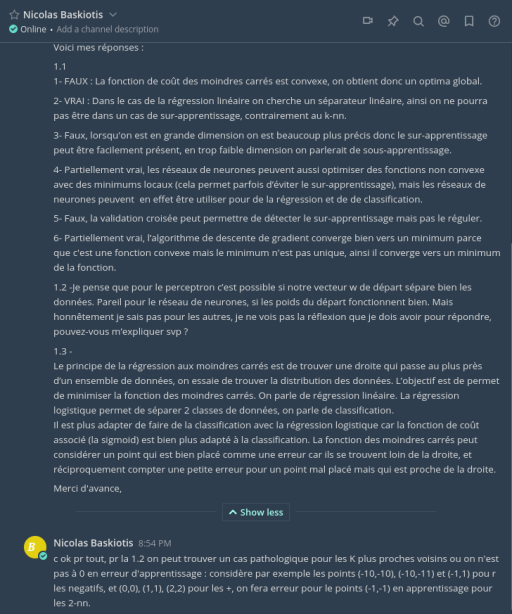 Nicolas Baskiotis
Online • Add a channel description
Voici mes réponses :
1.1
1- FAUX : La fonction de coût des moindres carrés est convexe, on obtient donc un optima global.
2- VRAI : Dans le cas de la régression linéaire on cherche un séparateur linéaire, ainsi on ne pourra
pas être dans un cas de sur-apprentissage, contrairement au k-nn.
3- Faux, lorsqu'on est en grande dimension on est beaucoup plus précis donc le sur-apprentissage
peut être facilement présent, en trop faible dimension on parlerait de sous-apprentissage.
4- Partiellement vrai, les réseaux de neurones peuvent aussi optimiser des fonctions non convexe
avec des minimums locaux (cela permet parfois d'éviter le sur-apprentissage), mais les réseaux de
neurones peuvent en effet être utiliser pour de la régression et de de classification.
5- Faux, la validation croisée peut permettre de détecter le sur-apprentissage mais pas le réguler.
6- Partiellement vrai, l'algorithme de descente de gradient converge bien vers un minimum parce
que c'est une fonction convexe mais le minimum n'est pas unique, ainsi il converge vers un minimum
de la fonction.
1.2 -Je pense que pour le perceptron c'est possible si notre vecteur w de départ sépare bien les
données. Pareil pour le réseau de neurones, si les poids du départ fonctionnent bien. Mais
honnêtement je sais pas pour les autres, je ne vois pas la réflexion que je dois avoir pour répondre,
pouvez-vous m'expliquer svp ?
1.3 -
Le principe de la régression aux moindres carrés est de trouver une droite qui passe au plus près
d'un ensemble de données, on essaie de trouver la distribution des données. L'objectif est de permet
de minimiser la fonction des moindres carrés. On parle de régression linéaire. La régression
logistique permet de séparer 2 classes de données, on parle de classification.
Il est plus adapter de faire de la classification avec la régression logistique car la fonction de coût
associé (la sigmoid) est bien plus adapté à la classification. La fonction des moindres carrés peut
considérer un point qui est bien placé comme une erreur car ils se trouvent loin de la droite, et
réciproquement compter une petite erreur pour un point mal placé mais qui est proche de la droite.
Merci d'avance,
Show less
B
Nicolas Baskiotis 8:54 PM
c ok pr tout, pr la 1.2 on peut trouver un cas pathologique pour les K plus proches voisins ou on n'est
pas à 0 en erreur d'apprentissage : considère par exemple les points (-10,-10), (-10,-11) et (-1,1) pou r
les negatifs, et (0,0), (1,1), (2,2) pour les +, on fera erreur pour le point (-1,-1) en apprentissage pour
les 2-nn.